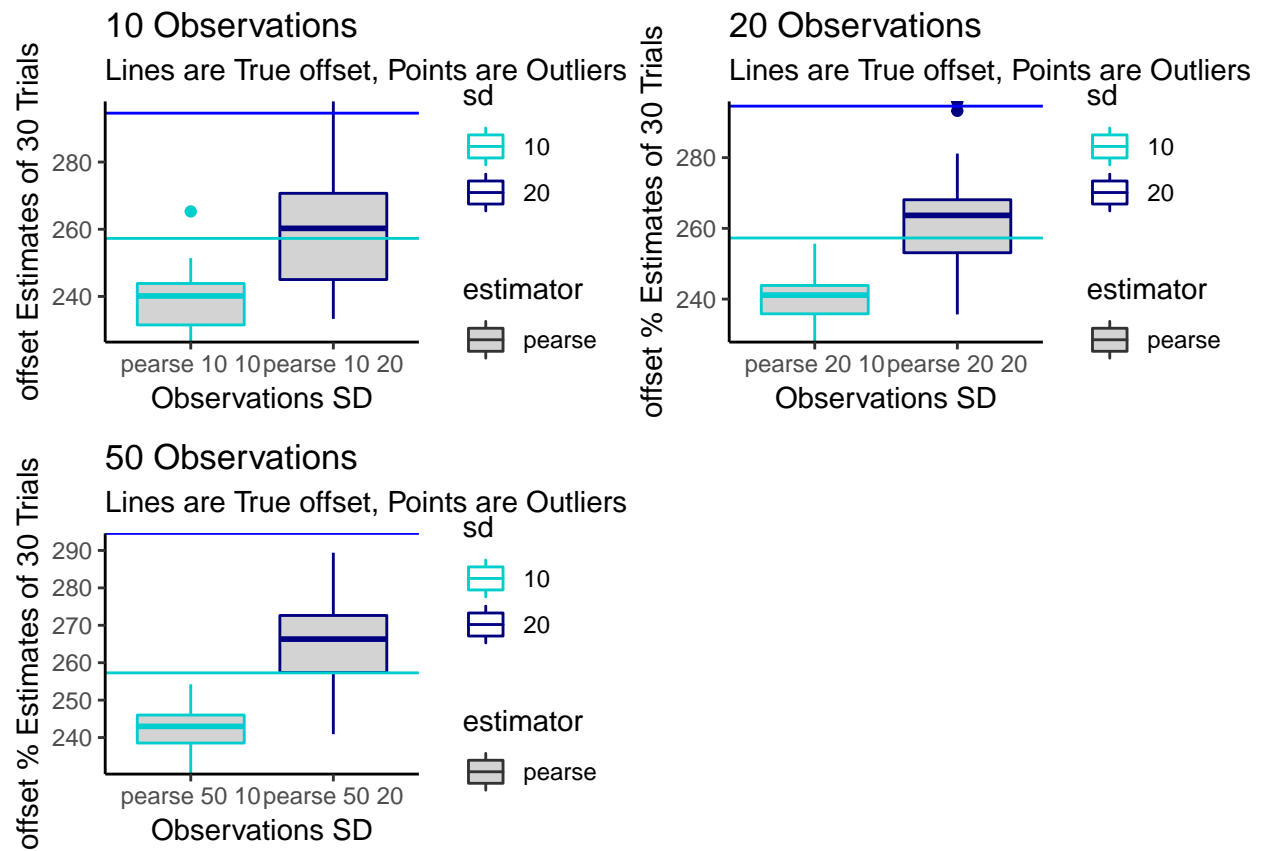 10 Observations
Lines are True offset, Points are Outliers
offset Estimates of 30 Trials
280
260
240
pearse 10 10
pearse 10 20
Observations SD
sd
10
20
estimator
pearse
20 Observations
Lines are True offset, Points are Outliers
offset % Estimates of 30 Trials
280
260
240
pearse 20 10
pearse 20 20
Observations SD
sd
10
20
estimator
pearse
50 Observations
Lines are True offset, Points are Outliers
offset % Estimates of 30 Trials
290
280
270
260
250
240
pearse 50 10
pearse 50 20
Observations SD
sd
10
20
estimator
pearse